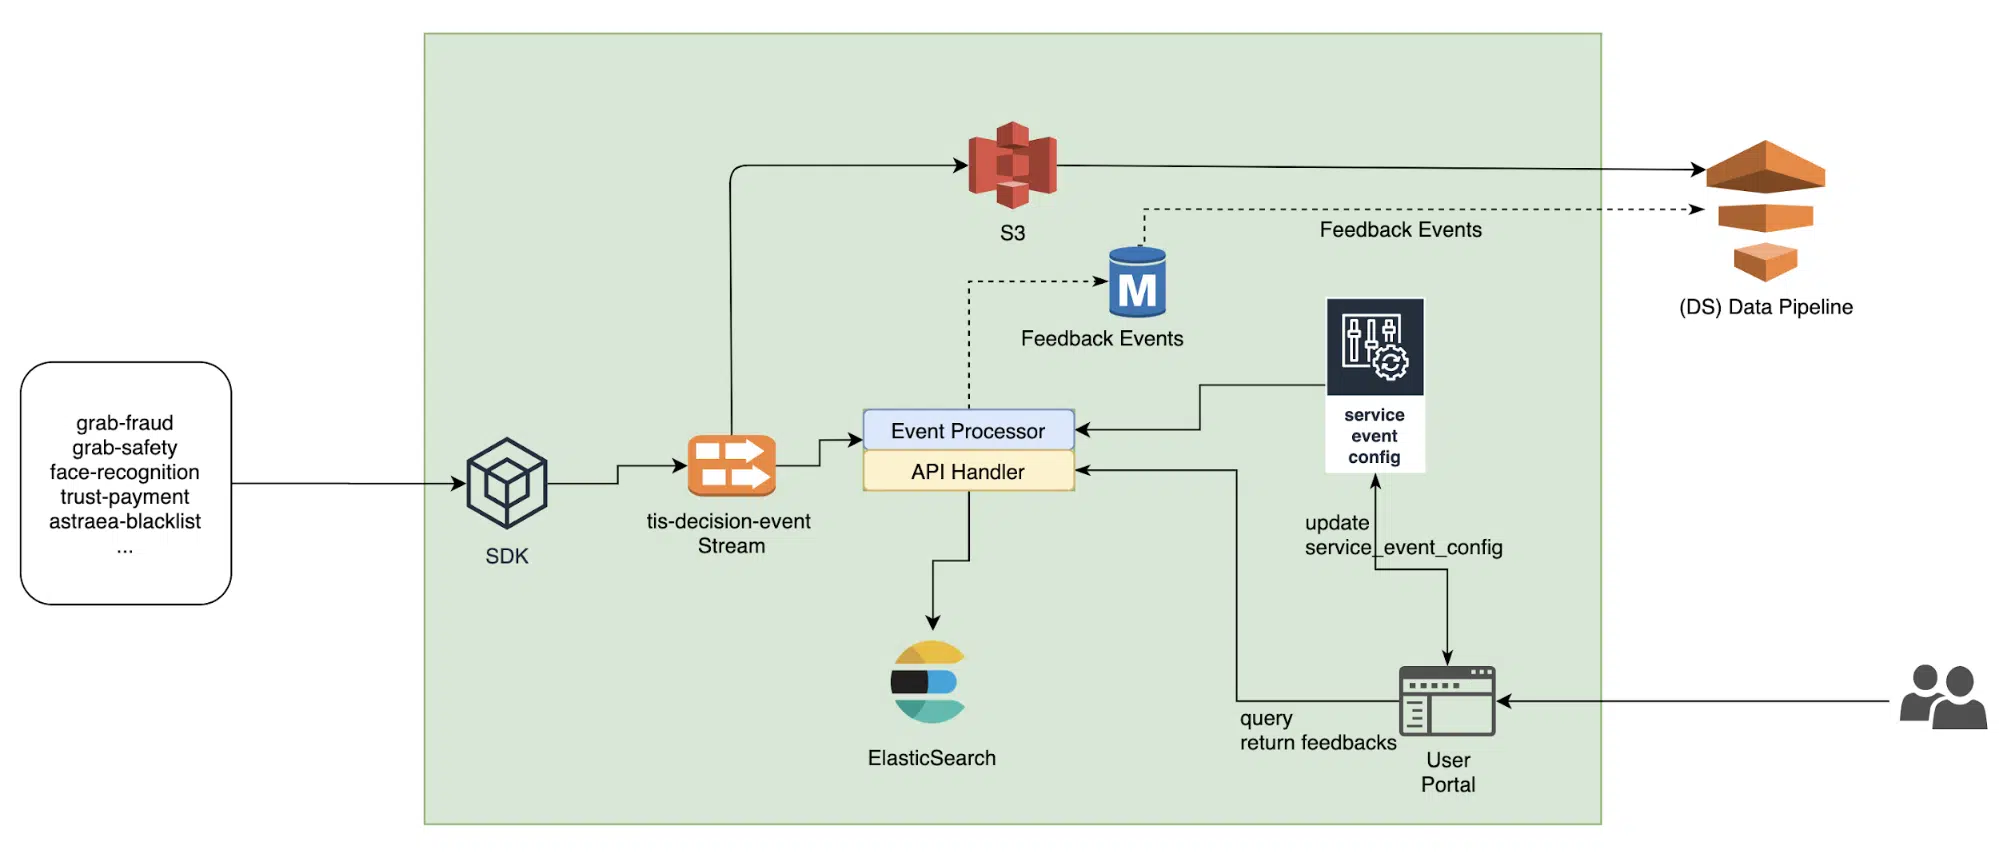 S3
Feedback Events
(DS) Data Pipeline
M
Feedback Events
grab-fraud
grab-safety
face-recognition
trust-payment
astraea-blacklist
...
SDK
tis-decision-event
Stream
Event Processor
API Handler
service
event
config
update
service_event_config
ElasticSearch
query
return feedbacks
User
Portal